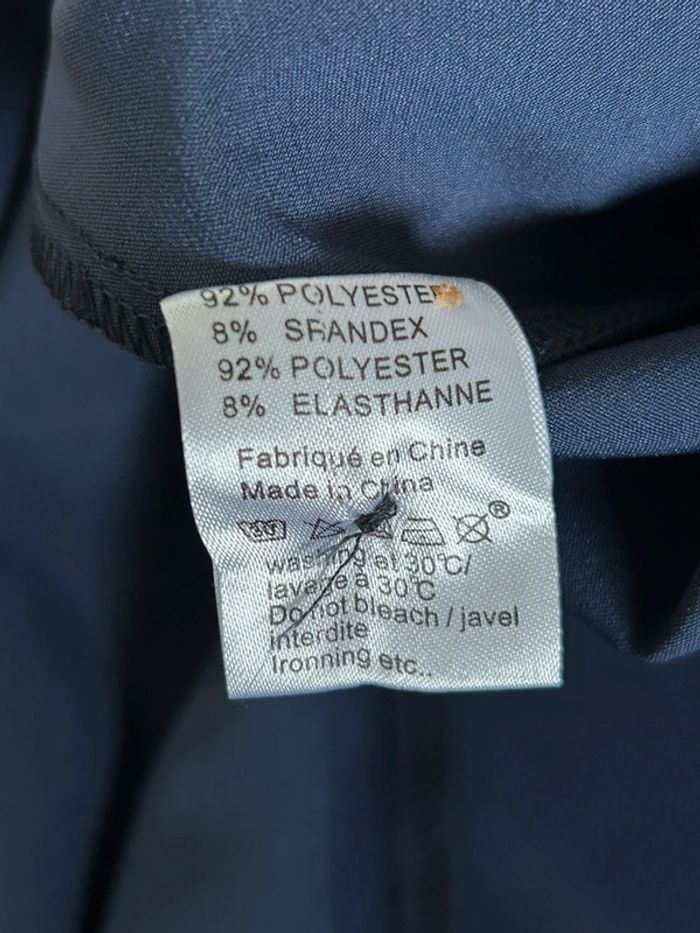 92% POLYESTER
8% SPANDEX
92% POLYESTER
8% ELASTHANNE
Fabriqué en Chine
Made in China
®
washing at 30℃/
lavage à 30℃
Do not bleach / javel
interdite
Ironning etc..